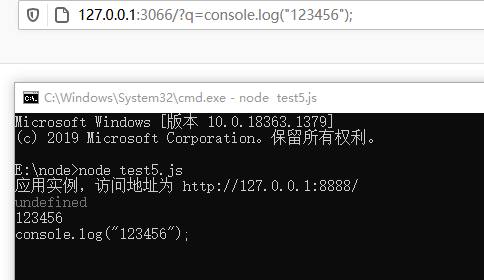 127.0.0.1:3066/?q=console.log("123456");
C:\Windows\System32\cmd.exe - node  test5.js
Microsoft Windows [版本 10.0.18363.1379]
(c) 2019 Microsoft Corporation。保留所有权利。
E:\node>node test5.js
应用实例，访问地址为 http://127.0.0.1:8888/
undefined
123456
console.log("123456");